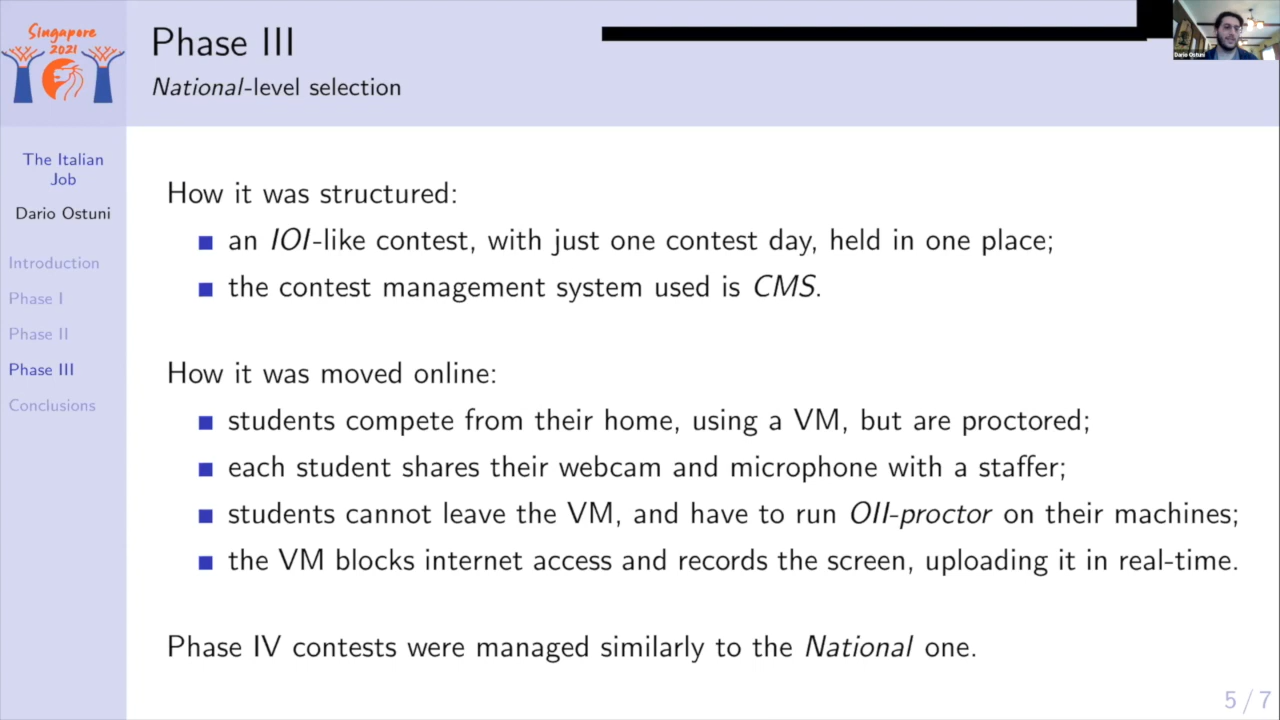 Singapore
2021
Phase III
National-level selection
Dario Ostuni
The Italian
Job
Dario Ostuni
Introduction
Phase I
Phase II
Phase III
Conclusions
How it was structured:
an IOI-like contest, with just one contest day, held in one place;
the contest management system used is CMS.
How it was moved online:
students compete from their home, using a VM, but are proctored;
each student shares their webcam and microphone with a staffer;
students cannot leave the VM, and have to run OII-proctor on their machines;
the VM blocks internet access and records the screen, uploading it in real-time.
Phase IV contests were managed similarly to the National one.
5 / 7